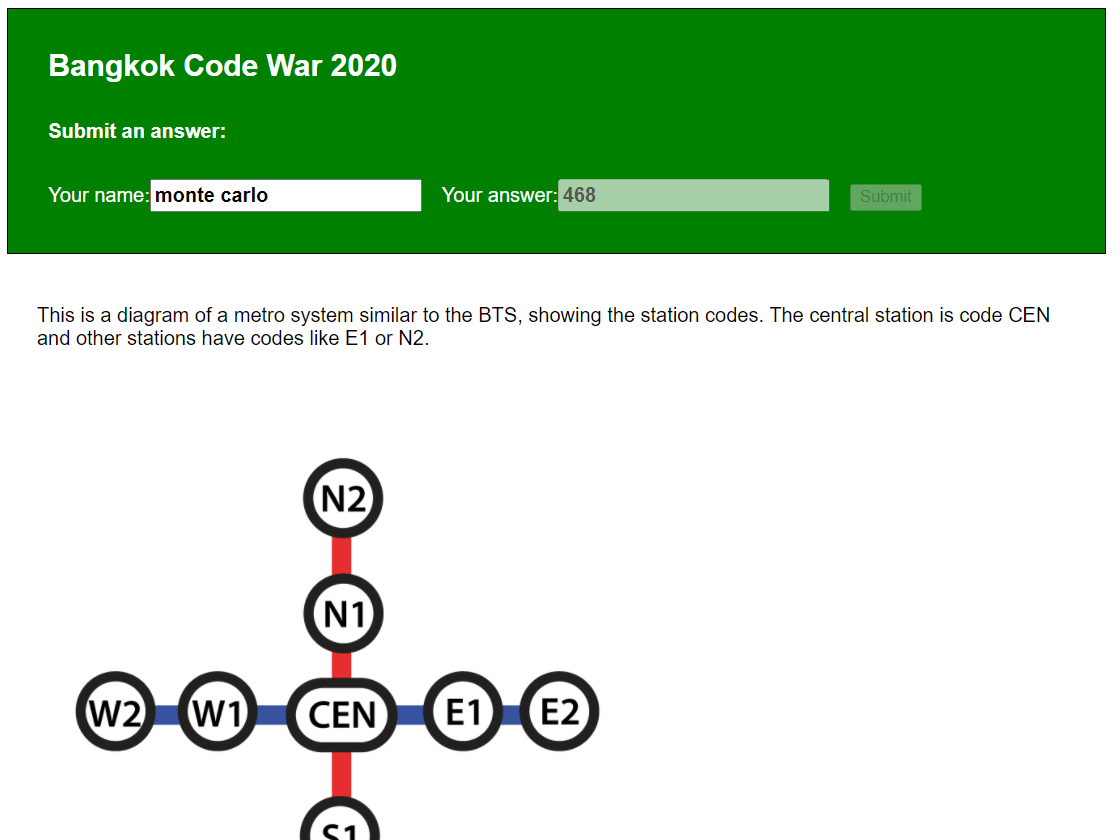 Bangkok Code War 2020
Submit an answer:
Your name: monte carlo Your answer: 468 Submit
This is a diagram of a metro system similar to the BTS, showing the station codes. The central station is code CEN
and other stations have codes like E1 or N2.
N2
N1
W2 W1 CEN E1 E2
S1